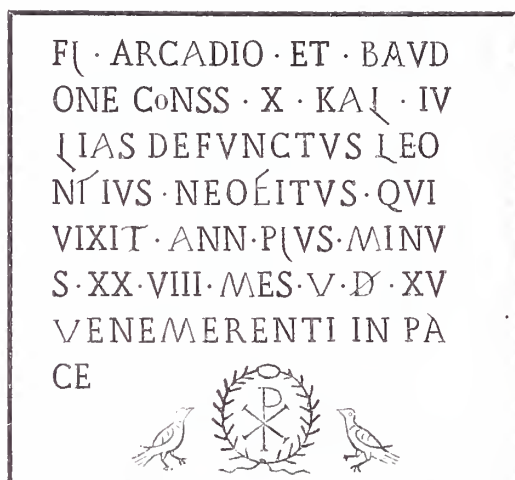 FL · ARCADIO · ET · BAVD
ONE CoNSS · X · KAL · IV
LIAS DEFVNCTVS LEO
NTIVS · NEOFITVS · QVI
VIXIT · ANN · PLVS · MINV
S · XX · VIII · MES · V · D · XV
VENEMERENTI IN PA
CE